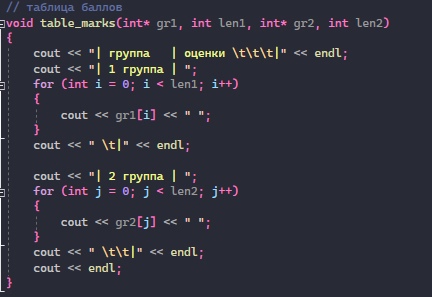 // таблица баллов
void table_marks(int* gr1, int len1, int* gr2, int len2)
{
    cout << "| группа   | оценки \t\t\t|" << endl;
    cout << "| 1 группа | ";
    for (int i = 0; i < len1; i++)
    {
        cout << gr1[i] << " ";
    }
    cout << " \t|" << endl;

    cout << "| 2 группа | ";
    for (int j = 0; j < len2; j++)
    {
        cout << gr2[j] << " ";
    }
    cout << " \t\t|" << endl;
    cout << endl;
}